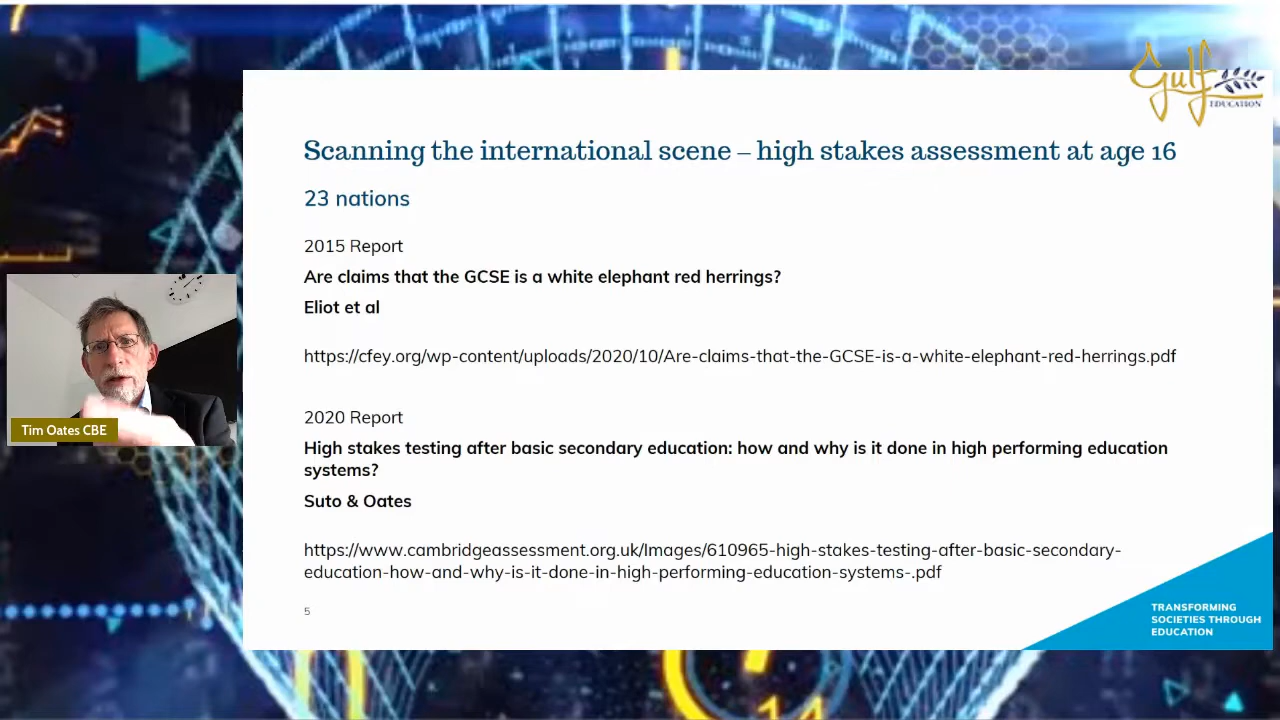 Gulf
EDUCATION
Scanning the international scene – high stakes assessment at age 16
23 nations
2015 Report
Are claims that the GCSE is a white elephant red herrings?
Eliot et al
https://cfey.org/wp-content/uploads/2020/10/Are-claims-that-the-GCSE-is-a-white-elephant-red-herrings.pdf
2020 Report
High stakes testing after basic secondary education: how and why is it done in high performing education
systems?
Suto & Oates
https://www.cambridgeassessment.org.uk/Images/610965-high-stakes-testing-after-basic-secondary-
education-how-and-why-is-it-done-in-high-performing-education-systems-.pdf
5
TRANSFORMING
SOCIETIES THROUGH
EDUCATION
Tim Oates CBE
14